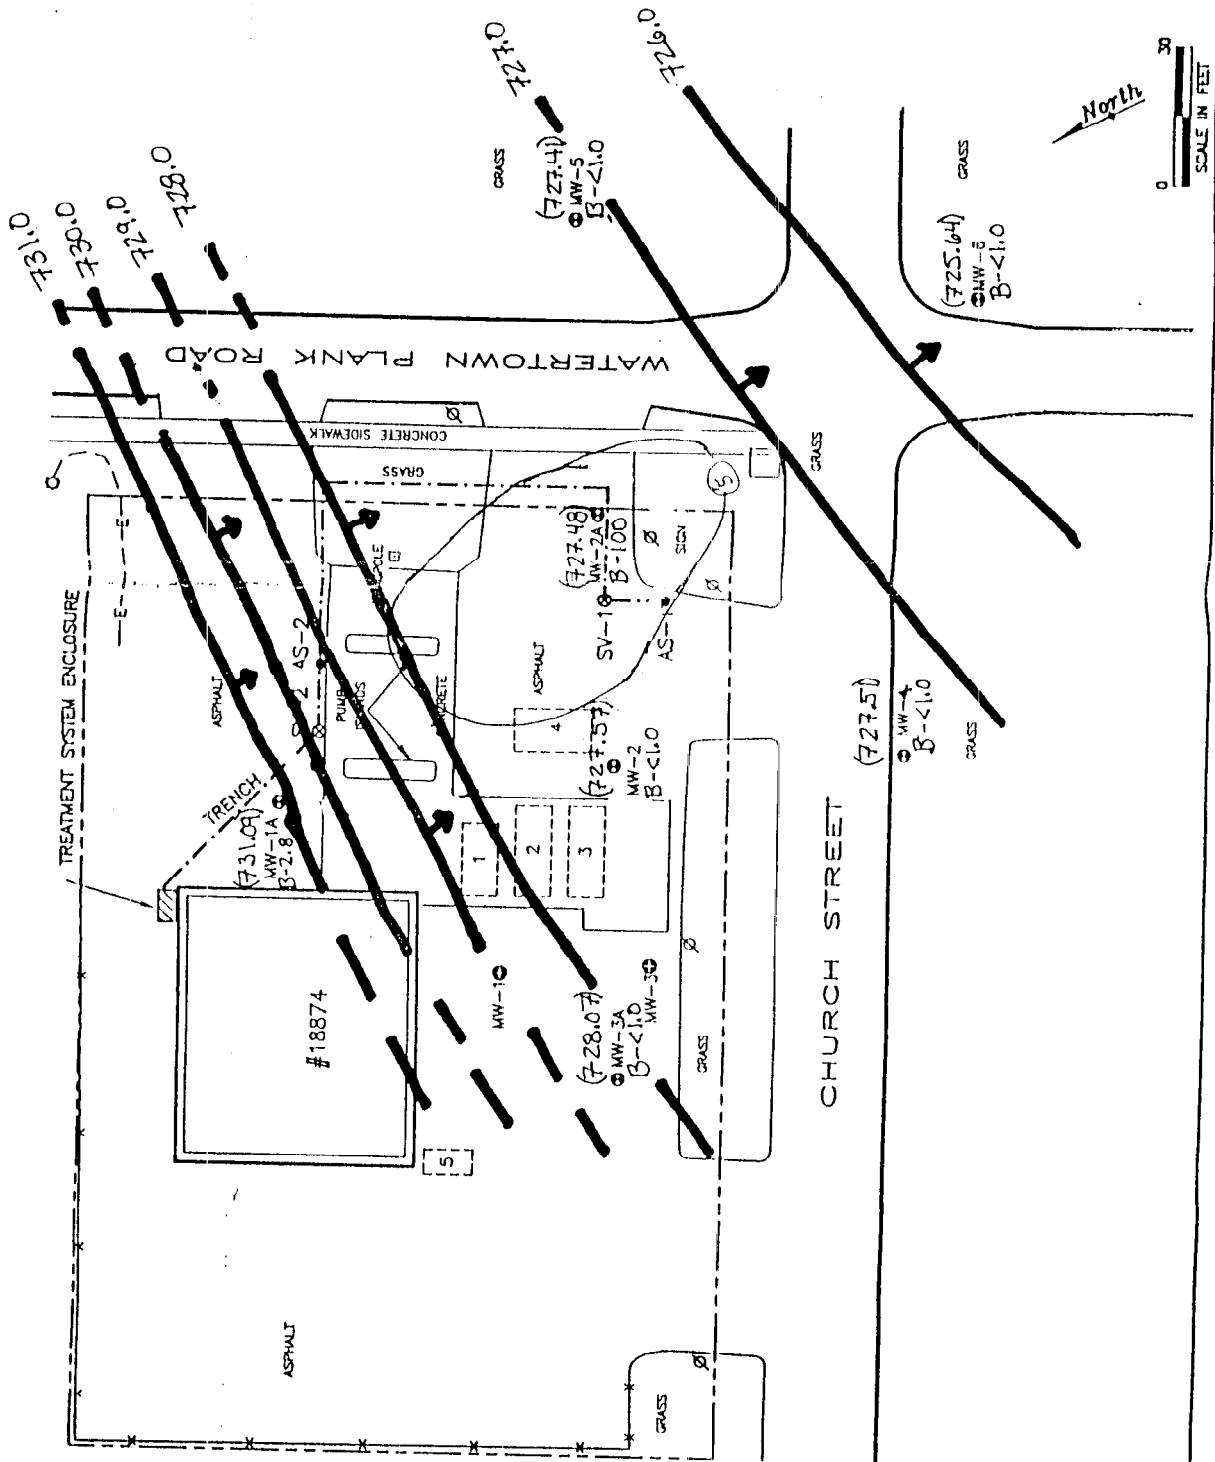 731.0
730.0
729.0
728.0
727.0
726.0
North
30
0
SCALE IN FEET
GRASS
(727.41)
MW-5
B-<1.0
GRASS
(725.64)
MW-6
B-<1.0
WATERTOWN PLANK ROAD
CONCRETE SIDEWALK
GRASS
GRASS
E
E
TREATMENT SYSTEM ENCLOSURE
ASPHALT
AS-2
(727.48)
MW-2A
B-100
SIGN
5
SV-1
AS-1
ASPHALT
4
TRENCH
(731.09)
MW-1A
B-2.8
(727.57)
MW-2
B-<1.0
1
2
3
(727.51)
MW-4
B-<1.0
GRASS
#18874
MW-1
(728.07)
MW-3A
B-<1.0
MW-3
GRASS
5
CHURCH STREET
ASPHALT
GRASS